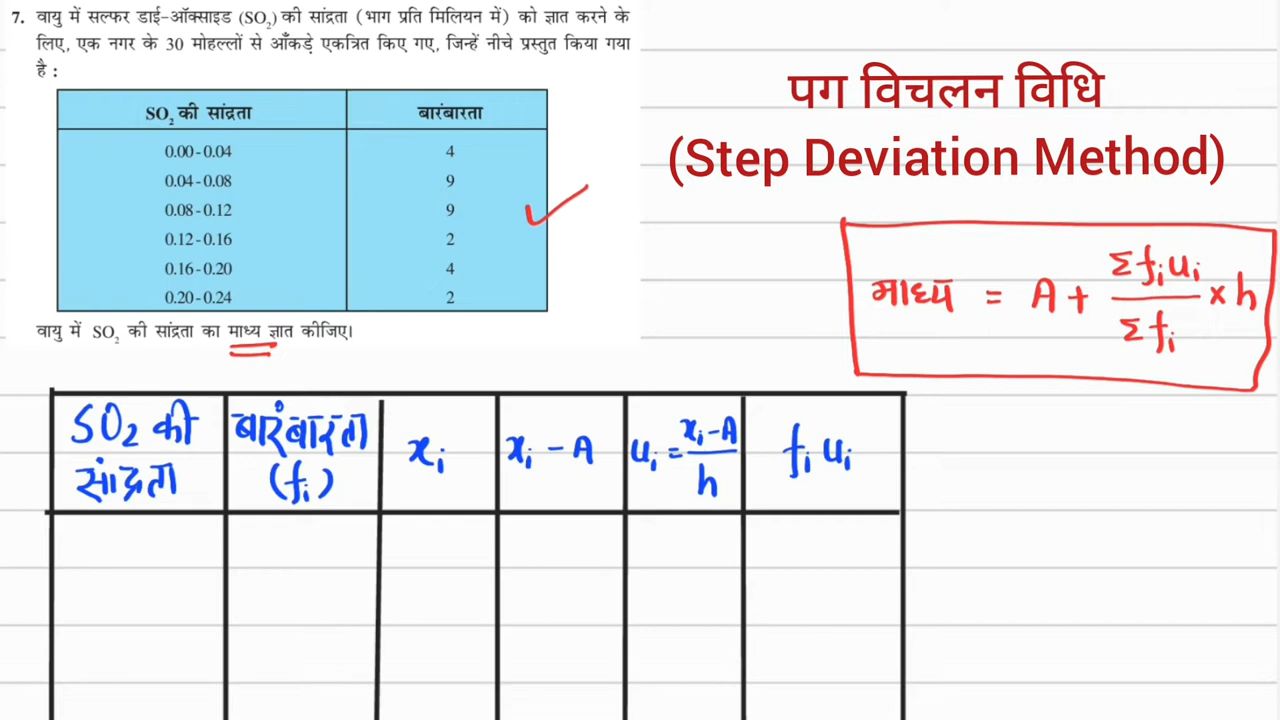 7. वायु में सल्फर डाई-ऑक्साइड (SO₂) की सांद्रता (भाग प्रति मिलियन में) को ज्ञात करने के
लिए, एक नगर के 30 मोहल्लों से आँकड़े एकत्रित किए गए, जिन्हें नीचे प्रस्तुत किया गया
है :
SO₂ की सांद्रता बारंबारता
0.00-0.04 4
0.04-0.08 9
0.08-0.12 9
0.12-0.16 2
0.16-0.20 4
0.20-0.24 2
वायु में SO₂ की सांद्रता का माध्य ज्ञात कीजिए।
पग विचलन विधि
(Step Deviation Method)
माध्य = A + Σfᵢuᵢ / Σfᵢ × h
SO₂ की सांद्रता बारंबारता (fᵢ) xᵢ xᵢ – A uᵢ = xᵢ–A / h fᵢ uᵢ